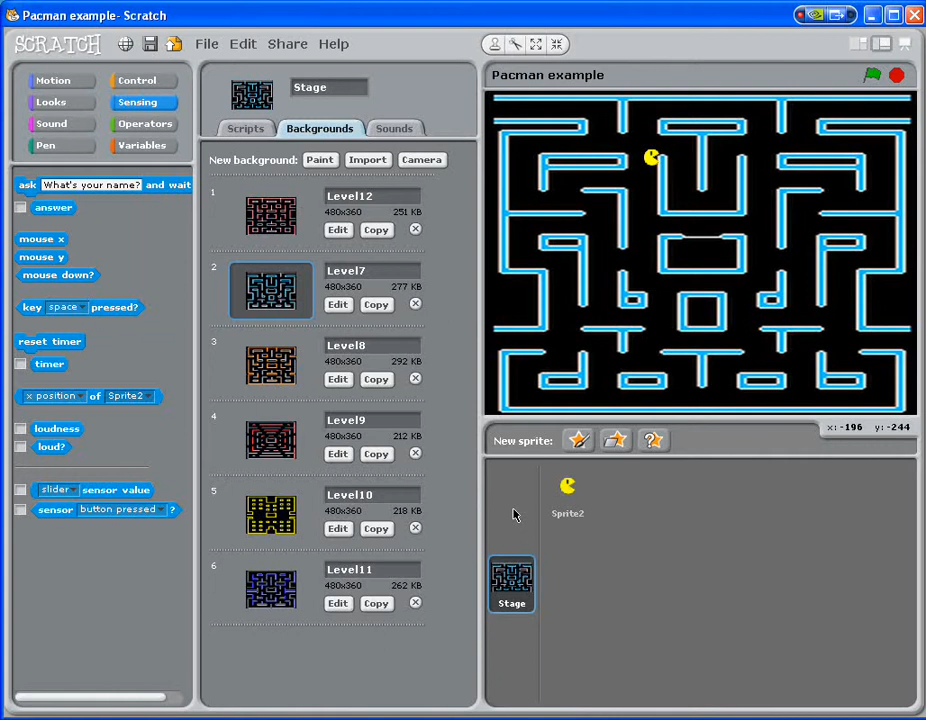 Pacman example- Scratch
SCRATCH File Edit Share Help
Motion Control
Looks Sensing
Sound Operators
Pen Variables
ask What's your name? and wait
answer
mouse x
mouse y
mouse down?
key space pressed?
reset timer
timer
x position of Sprite2
loudness
loud?
slider sensor value
sensor button pressed ?
Stage
Scripts Backgrounds Sounds
New background: Paint Import Camera
1 Level12
480x360 251 KB
Edit Copy
2 Level7
480x360 277 KB
Edit Copy
3 Level8
480x360 292 KB
Edit Copy
4 Level9
480x360 212 KB
Edit Copy
5 Level10
480x360 218 KB
Edit Copy
6 Level11
480x360 262 KB
Edit Copy
Pacman example
x: -196 y: -244
New sprite:
Sprite2
Stage